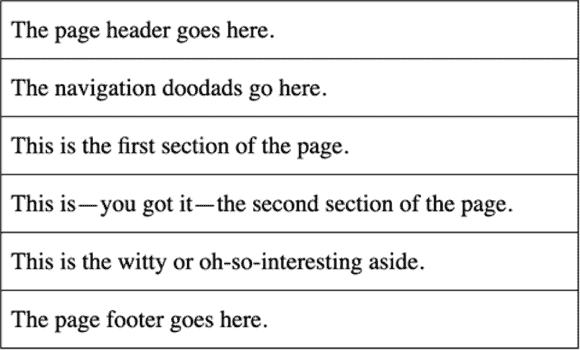 The page header goes here.
The navigation doodads go here.
This is the first section of the page.
This is—you got it—the second section of the page.
This is the witty or oh-so-interesting aside.
The page footer goes here.